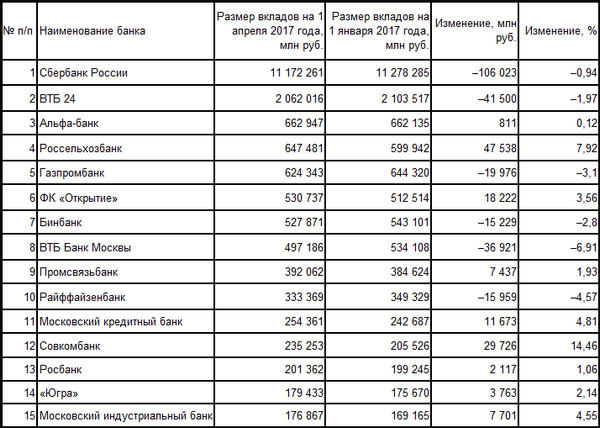 № п/п Наименование банка Размер вкладов на 1 апреля 2017 года, млн руб. Размер вкладов на 1 января 2017 года, млн руб. Изменение, млн руб. Изменение, %
1 Сбербанк России 11 172 261 11 278 285 –106 023 –0,94
2 ВТБ 24 2 062 016 2 103 517 –41 500 –1,97
3 Альфа-банк 662 947 662 135 811 0,12
4 Россельхозбанк 647 481 599 942 47 538 7,92
5 Газпромбанк 624 343 644 320 –19 976 –3,1
6 ФК «Открытие» 530 737 512 514 18 222 3,56
7 Бинбанк 527 871 543 101 –15 229 –2,8
8 ВТБ Банк Москвы 497 186 534 108 –36 921 –6,91
9 Промсвязьбанк 392 062 384 624 7 437 1,93
10 Райффайзенбанк 333 369 349 329 –15 959 –4,57
11 Московский кредитный банк 254 361 242 687 11 673 4,81
12 Совкомбанк 235 253 205 526 29 726 14,46
13 Росбанк 201 362 199 245 2 117 1,06
14 «Югра» 179 433 175 670 3 763 2,14
15 Московский индустриальный банк 176 867 169 165 7 701 4,55